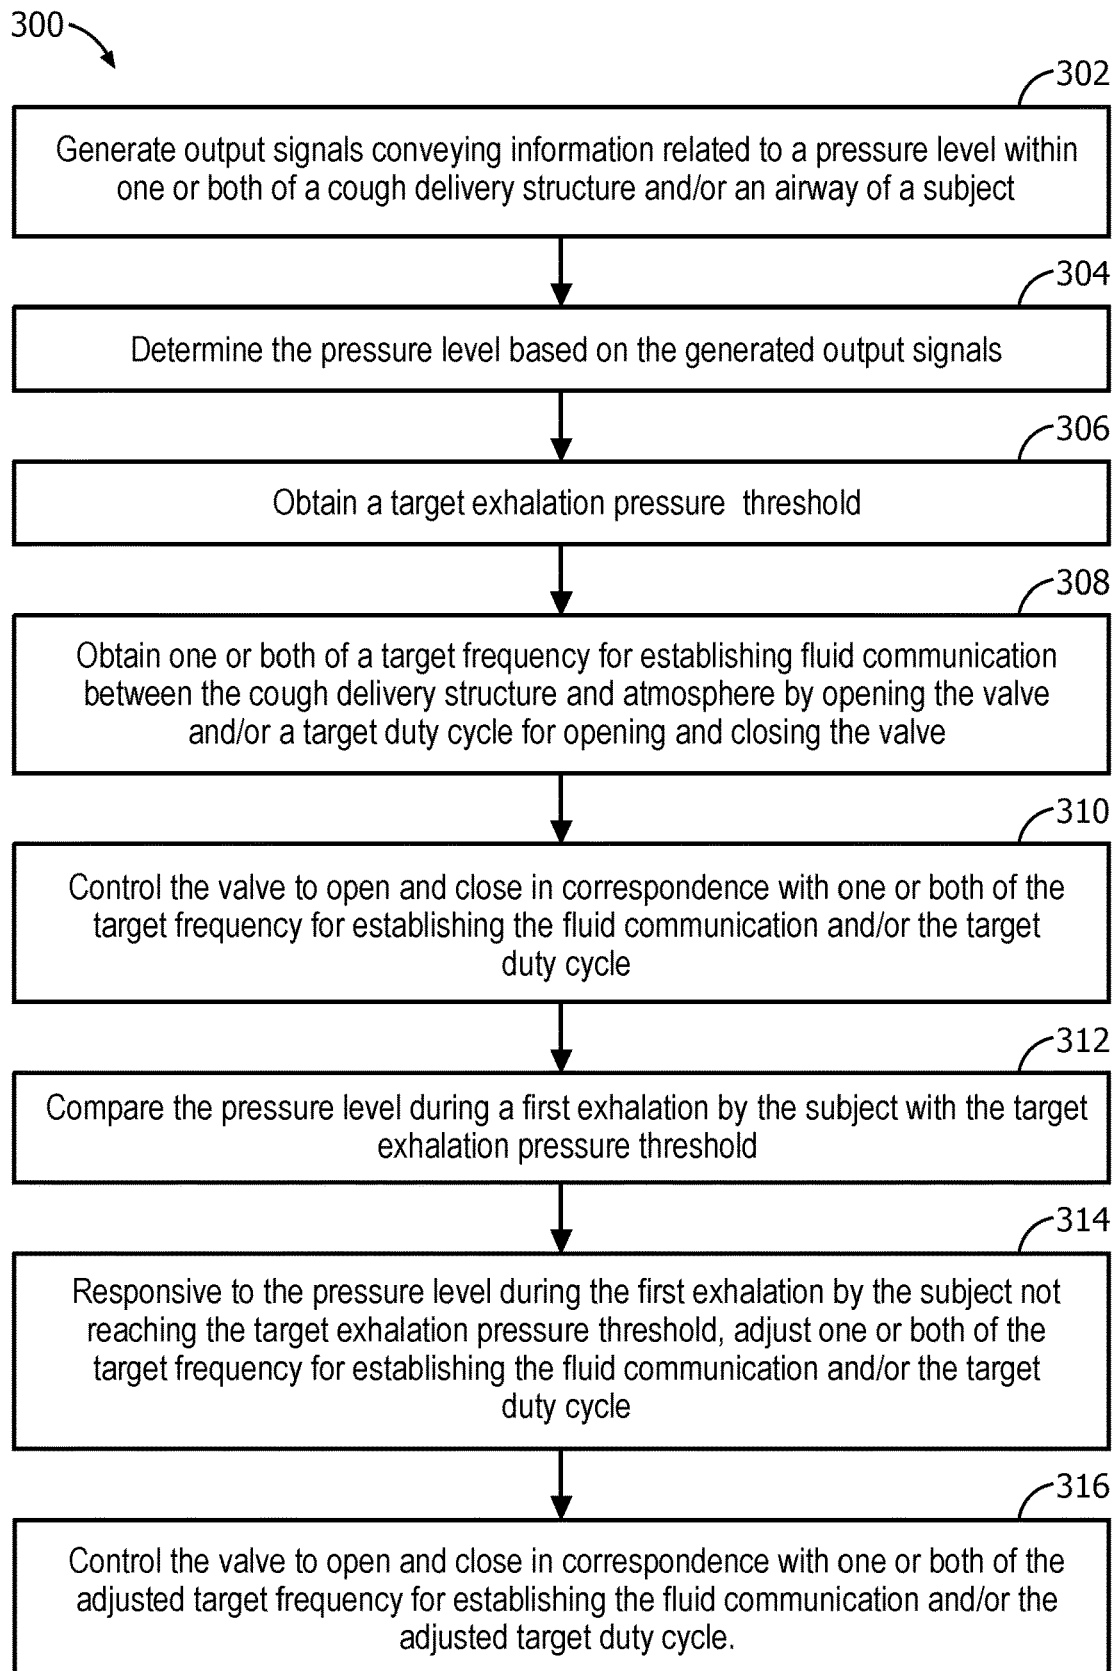 300
302
Generate output signals conveying information related to a pressure level within
one or both of a cough delivery structure and/or an airway of a subject
304
Determine the pressure level based on the generated output signals
306
Obtain a target exhalation pressure threshold
308
Obtain one or both of a target frequency for establishing fluid communication
between the cough delivery structure and atmosphere by opening the valve
and/or a target duty cycle for opening and closing the valve
310
Control the valve to open and close in correspondence with one or both of the
target frequency for establishing the fluid communication and/or the target
duty cycle
312
Compare the pressure level during a first exhalation by the subject with the target
exhalation pressure threshold
314
Responsive to the pressure level during the first exhalation by the subject not
reaching the target exhalation pressure threshold, adjust one or both of the
target frequency for establishing the fluid communication and/or the target
duty cycle
316
Control the valve to open and close in correspondence with one or both of the
adjusted target frequency for establishing the fluid communication and/or the
adjusted target duty cycle.